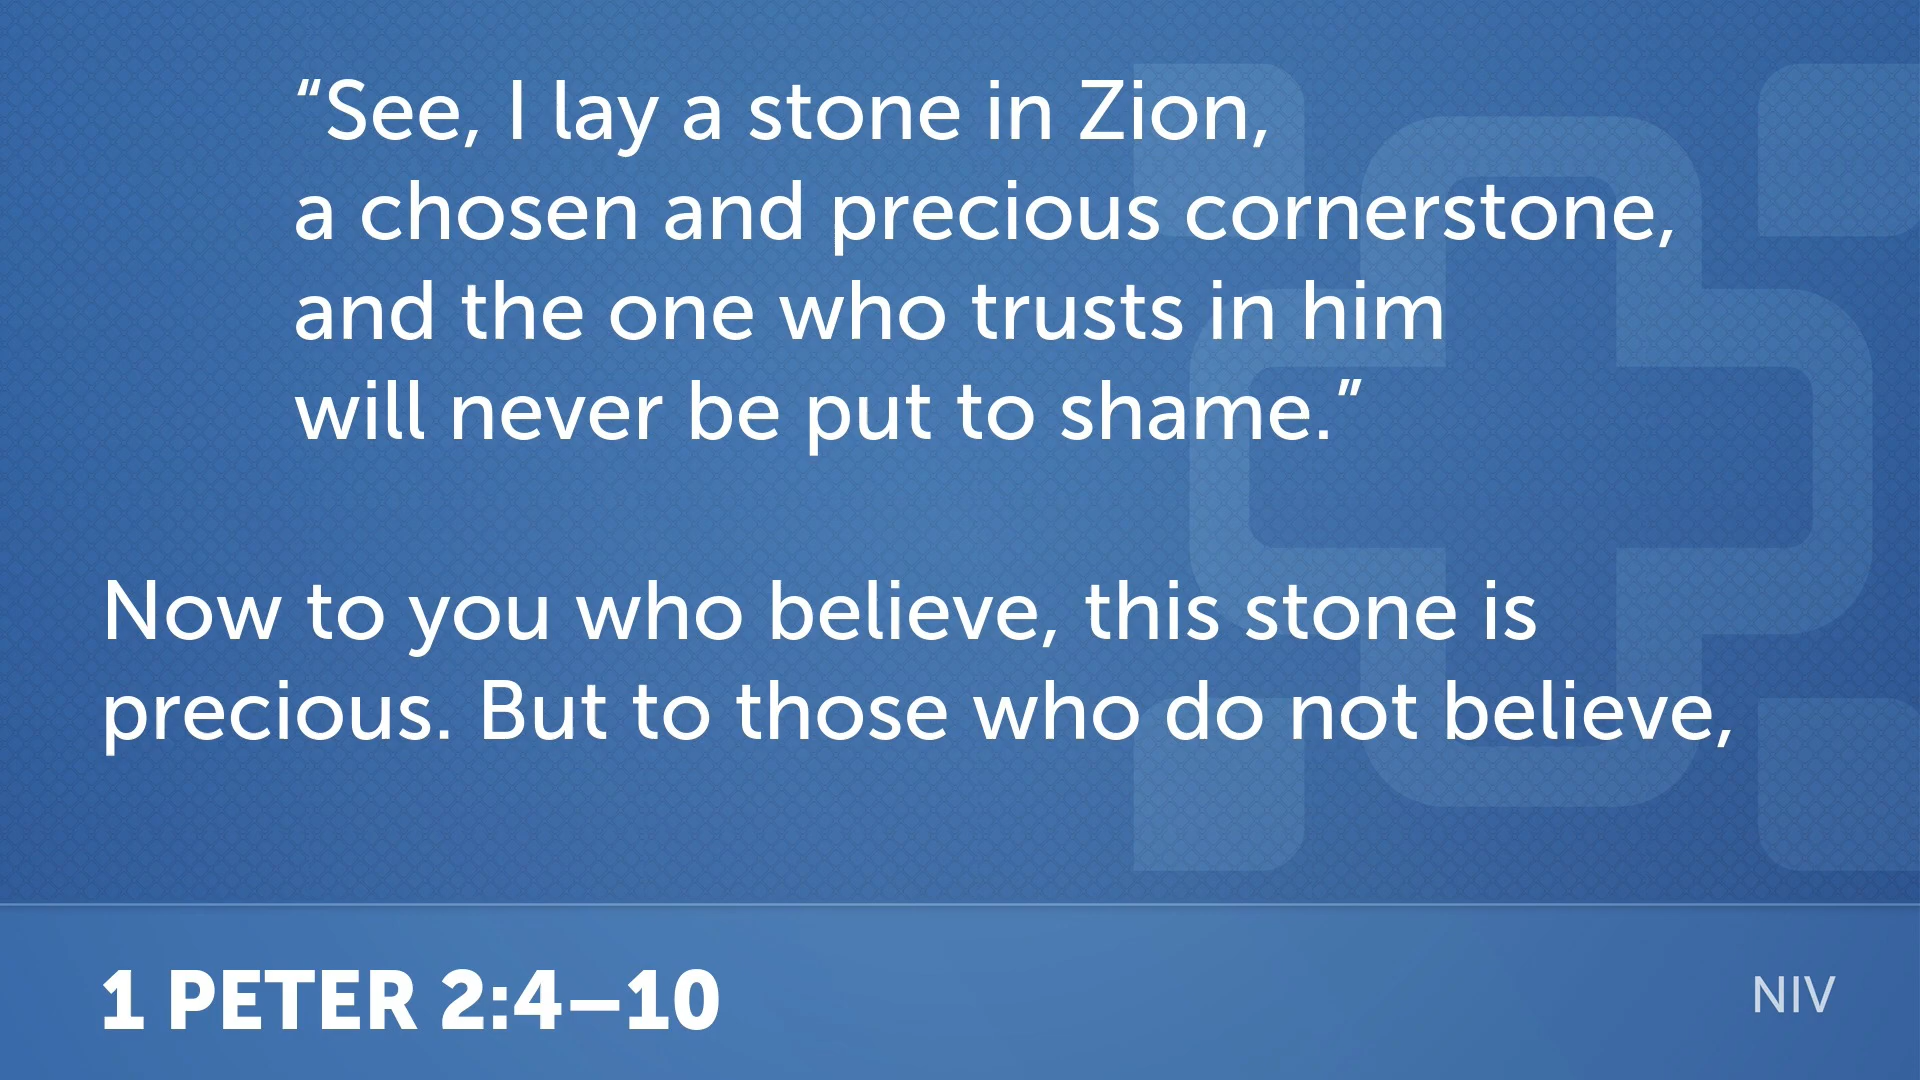 “See, I lay a stone in Zion,
a chosen and precious cornerstone,
and the one who trusts in him
will never be put to shame.”
Now to you who believe, this stone is
precious. But to those who do not believe,
1 PETER 2:4–10
NIV